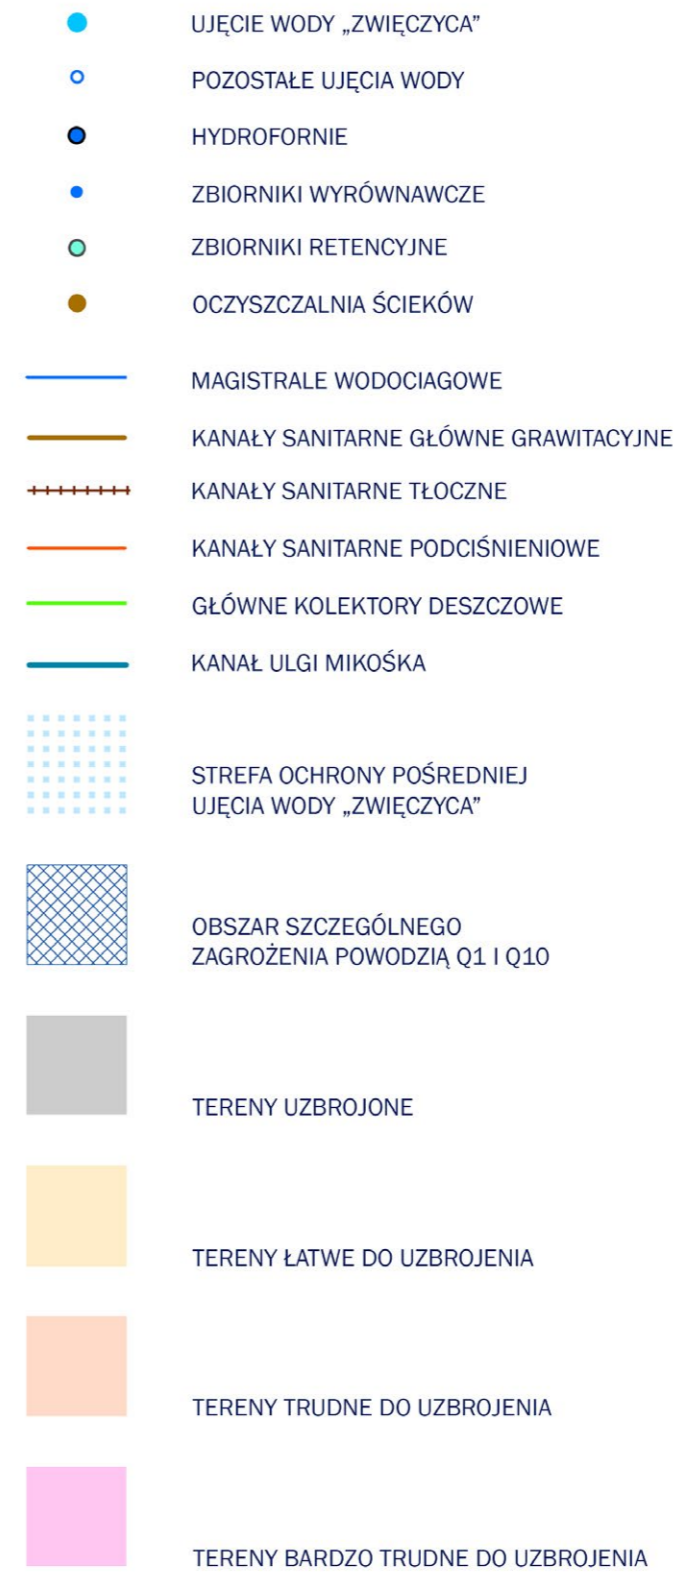 UJĘCIE WODY „ZWIĘCZYCA”
POZOSTAŁE UJĘCIA WODY
HYDROFORNIE
ZBIORNIKI WYRÓWNAWCZE
ZBIORNIKI RETENCYJNE
OCZYSZCZALNIA ŚCIEKÓW
MAGISTRALE WODOCIAGOWE
KANAŁY SANITARNE GŁÓWNE GRAWITACYJNE
KANAŁY SANITARNE TŁOCZNE
KANAŁY SANITARNE PODCIŚNIENIOWE
GŁÓWNE KOLEKTORY DESZCZOWE
KANAŁ ULGI MIKOŚKA
STREFA OCHRONY POŚREDNIEJ
UJĘCIA WODY „ZWIĘCZYCA”
OBSZAR SZCZEGÓLNEGO
ZAGROŻENIA POWODZIĄ Q1 I Q10
TERENY UZBROJONE
TERENY ŁATWE DO UZBROJENIA
TERENY TRUDNE DO UZBROJENIA
TERENY BARDZO TRUDNE DO UZBROJENIA